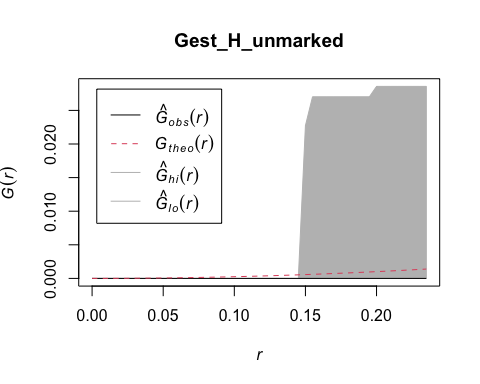 Gest_H_unmarked
G(r)
0.020
0.010
0.000
Ĝobs(r)
Gtheo(r)
Ĝhi(r)
Ĝlo(r)
0.00 0.05 0.10 0.15 0.20
r